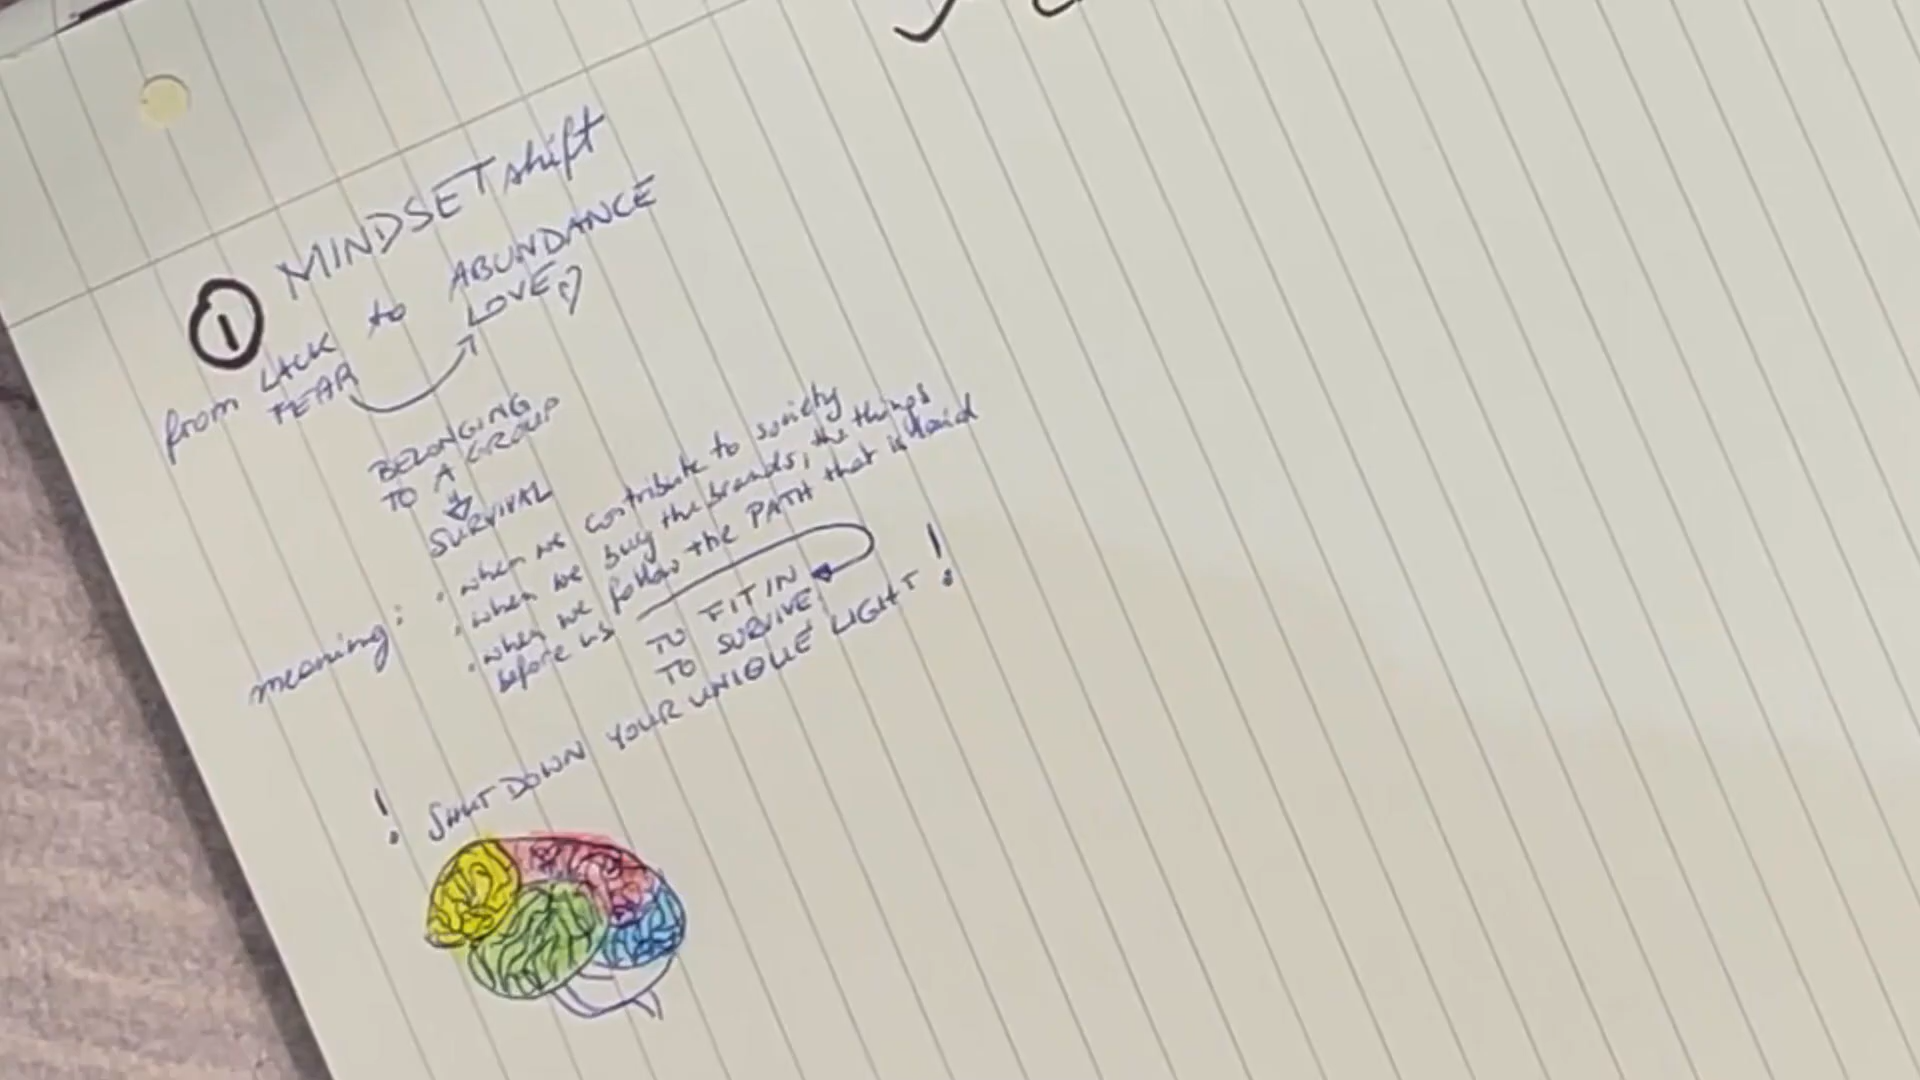 ① MINDSET shift
from LACK to ABUNDANCE
FEAR LOVE ♡
BELONGING
TO A GROUP
SURVIVAL
meaning:
• when we contribute to society
• when we buy the brands, the things
• when we follow the PATH that is laid
before us
TO FIT IN
TO SURVIVE
! SHUT DOWN YOUR UNIQUE LIGHT !